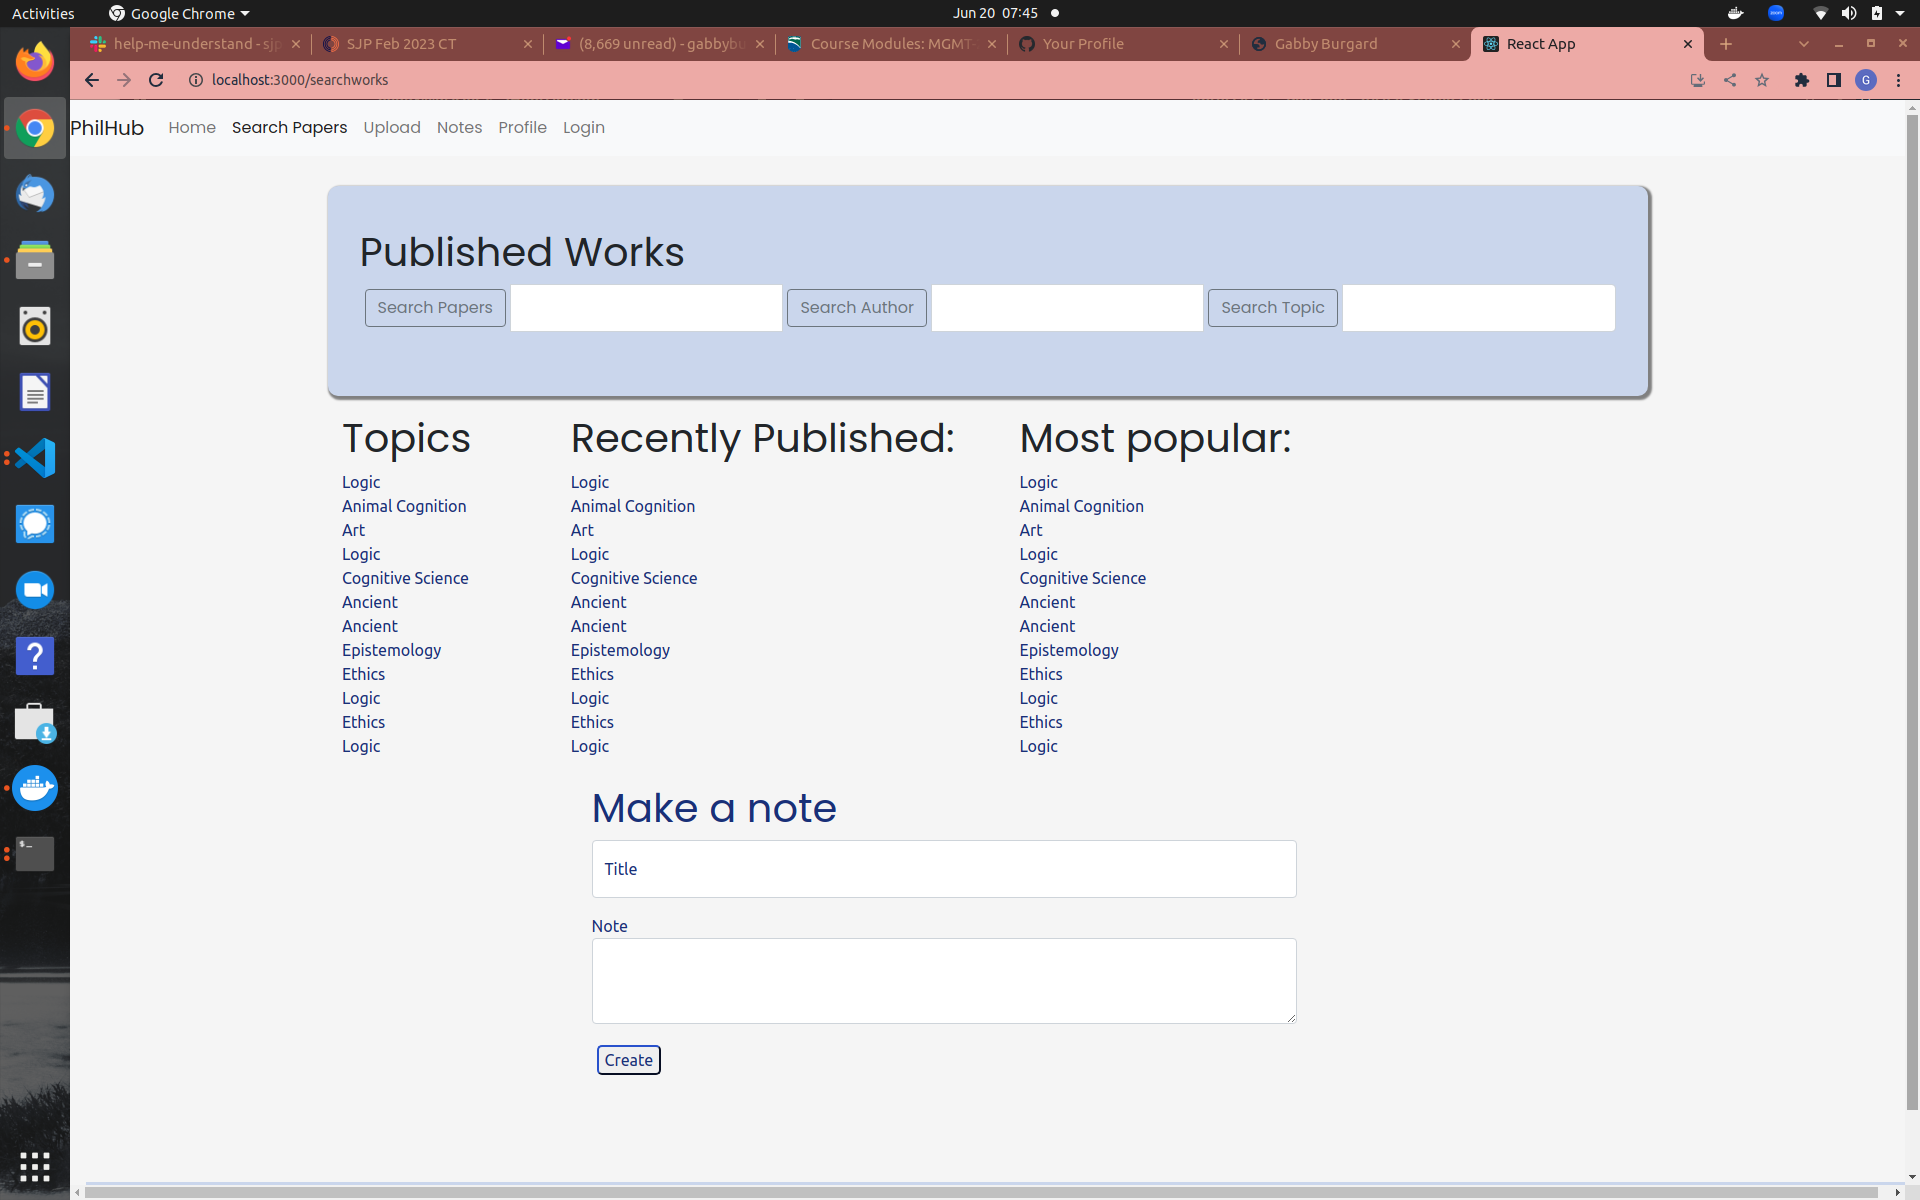 Activities Google Chrome Jun 20 07:45
help-me-understand - sjp SJP Feb 2023 CT (8,669 unread) - gabbybu Course Modules: MGMT- Your Profile Gabby Burgard React App
localhost:3000/searchworks G
PhilHub Home Search Papers Upload Notes Profile Login
Published Works
Search Papers Search Author Search Topic
Topics Recently Published: Most popular:
Logic Logic Logic
Animal Cognition Animal Cognition Animal Cognition
Art Art Art
Logic Logic Logic
Cognitive Science Cognitive Science Cognitive Science
Ancient Ancient Ancient
Ancient Ancient Ancient
Epistemology Epistemology Epistemology
Ethics Ethics Ethics
Logic Logic Logic
Ethics Ethics Ethics
Logic Logic Logic
Make a note
Title
Note
Create